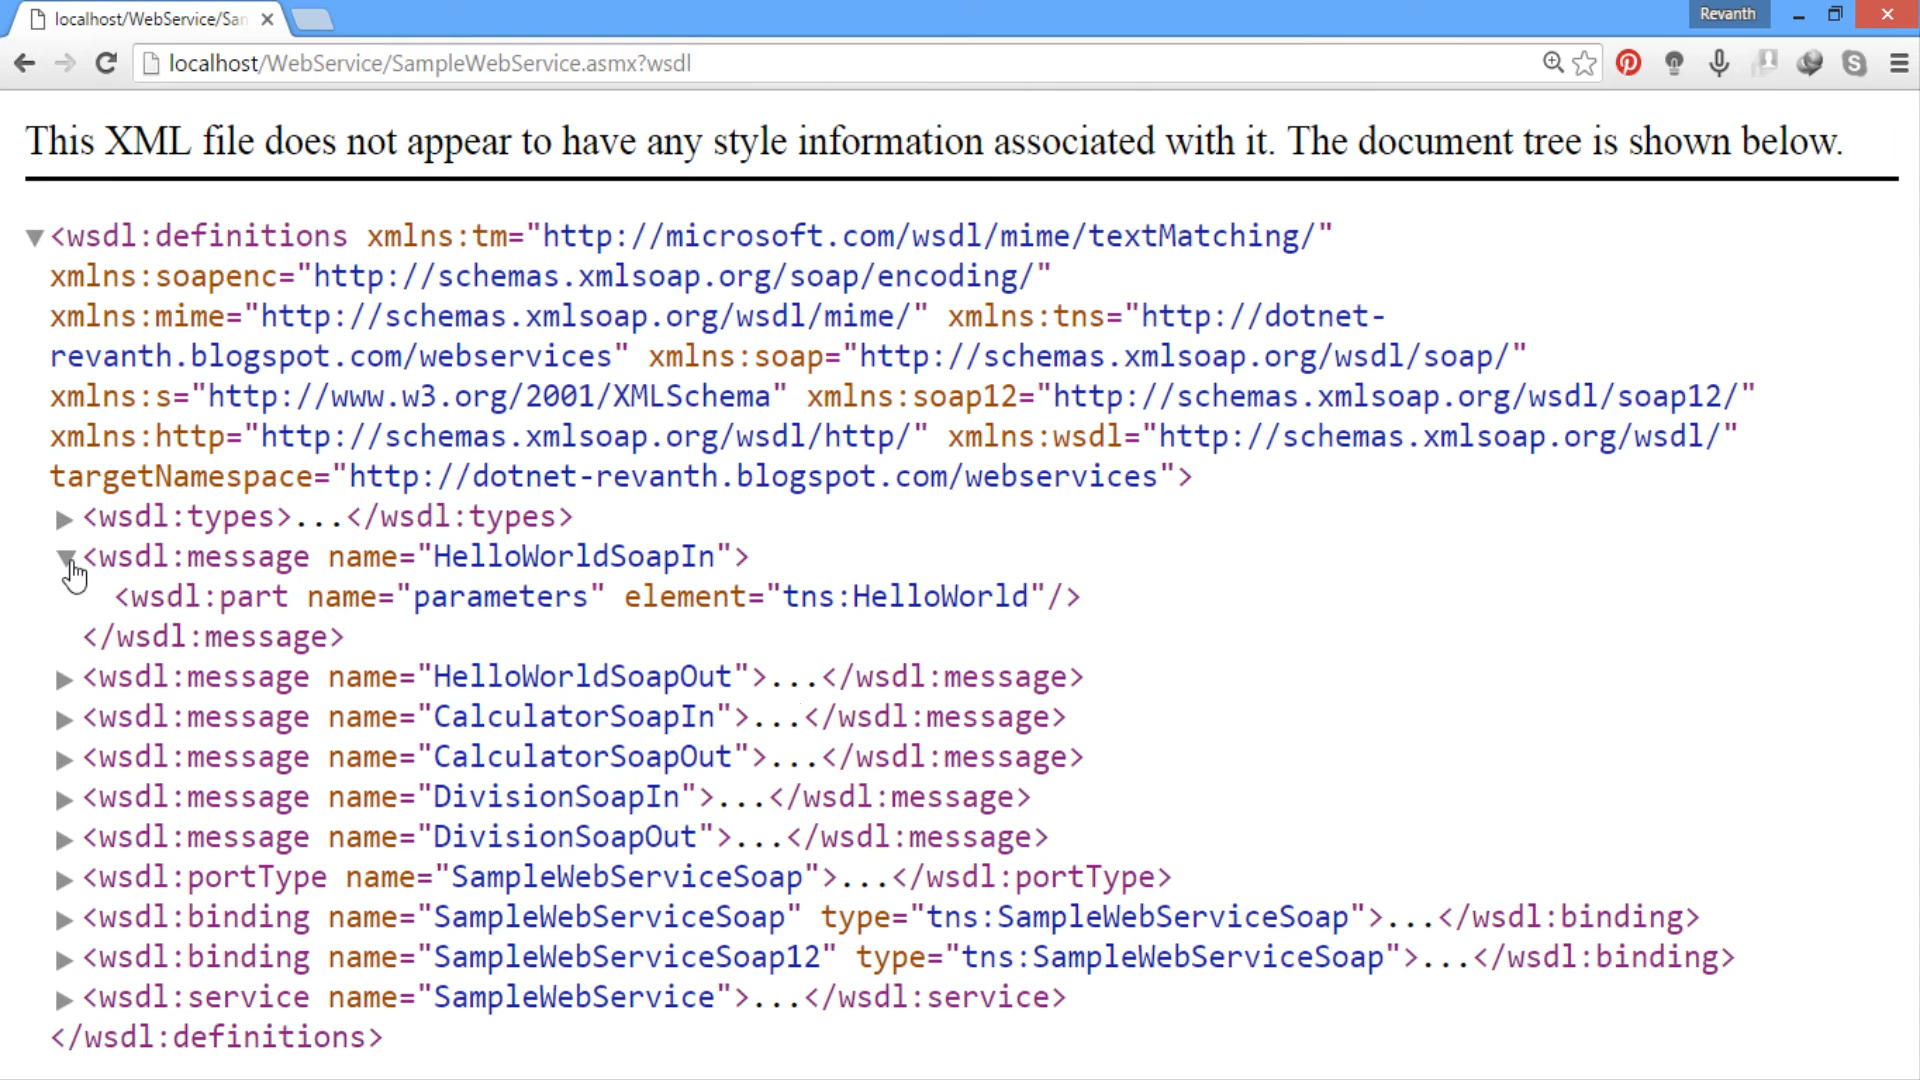 localhost/WebService/San
Revanth
localhost/WebService/SampleWebService.asmx?wsdl
This XML file does not appear to have any style information associated with it. The document tree is shown below.
<wsdl:definitions xmlns:tm="http://microsoft.com/wsdl/mime/textMatching/"
xmlns:soapenc="http://schemas.xmlsoap.org/soap/encoding/"
xmlns:mime="http://schemas.xmlsoap.org/wsdl/mime/" xmlns:tns="http://dotnet-
revanth.blogspot.com/webservices" xmlns:soap="http://schemas.xmlsoap.org/wsdl/soap/"
xmlns:s="http://www.w3.org/2001/XMLSchema" xmlns:soap12="http://schemas.xmlsoap.org/wsdl/soap12/"
xmlns:http="http://schemas.xmlsoap.org/wsdl/http/" xmlns:wsdl="http://schemas.xmlsoap.org/wsdl/"
targetNamespace="http://dotnet-revanth.blogspot.com/webservices">
<wsdl:types>...</wsdl:types>
<wsdl:message name="HelloWorldSoapIn">
<wsdl:part name="parameters" element="tns:HelloWorld"/>
</wsdl:message>
<wsdl:message name="HelloWorldSoapOut">...</wsdl:message>
<wsdl:message name="CalculatorSoapIn">...</wsdl:message>
<wsdl:message name="CalculatorSoapOut">...</wsdl:message>
<wsdl:message name="DivisionSoapIn">...</wsdl:message>
<wsdl:message name="DivisionSoapOut">...</wsdl:message>
<wsdl:portType name="SampleWebServiceSoap">...</wsdl:portType>
<wsdl:binding name="SampleWebServiceSoap" type="tns:SampleWebServiceSoap">...</wsdl:binding>
<wsdl:binding name="SampleWebServiceSoap12" type="tns:SampleWebServiceSoap">...</wsdl:binding>
<wsdl:service name="SampleWebService">...</wsdl:service>
</wsdl:definitions>